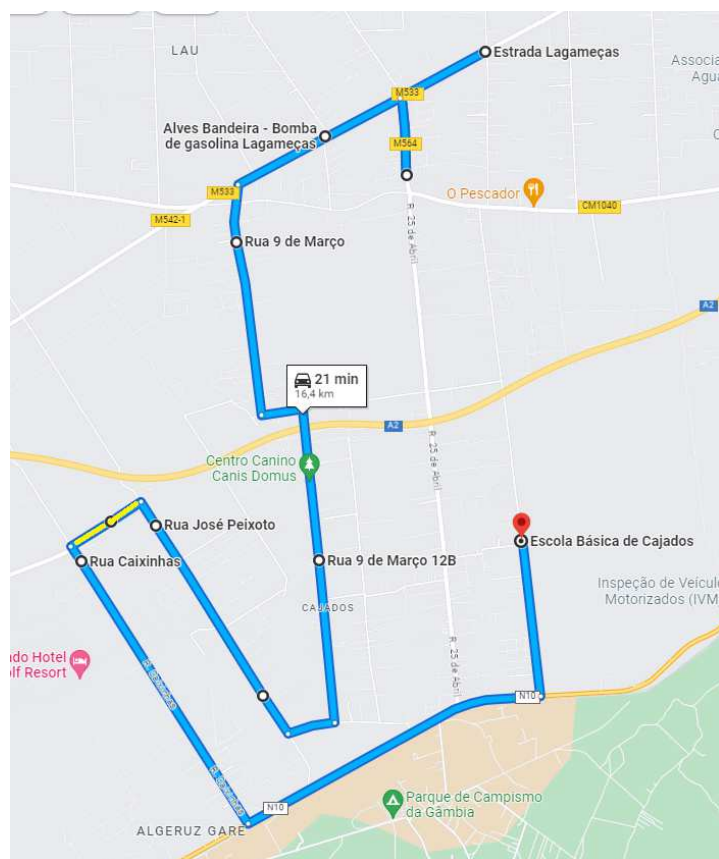 LAU
Estrada Lagameças
Associa
Agua
M533
Alves Bandeira - Bomba
de gasolina Lagameças
M564
M533
O Pescador
CM1040
M542-1
Rua 9 de Março
R. 25 de Abril
A2
21 min
16,4 km
A2
R. 25 de Abril
Centro Canino
Canis Domus
Rua José Peixoto
Escola Básica de Cajados
Rua Caixinhas
Rua 9 de Março 12B
Inspeção de Veícul
Motorizados (IVM
CAJADOS
ado Hotel
olf Resort
R. 25 de Abril
N10
N10
Parque de Campismo
da Gâmbia
ALGERUZ GARE